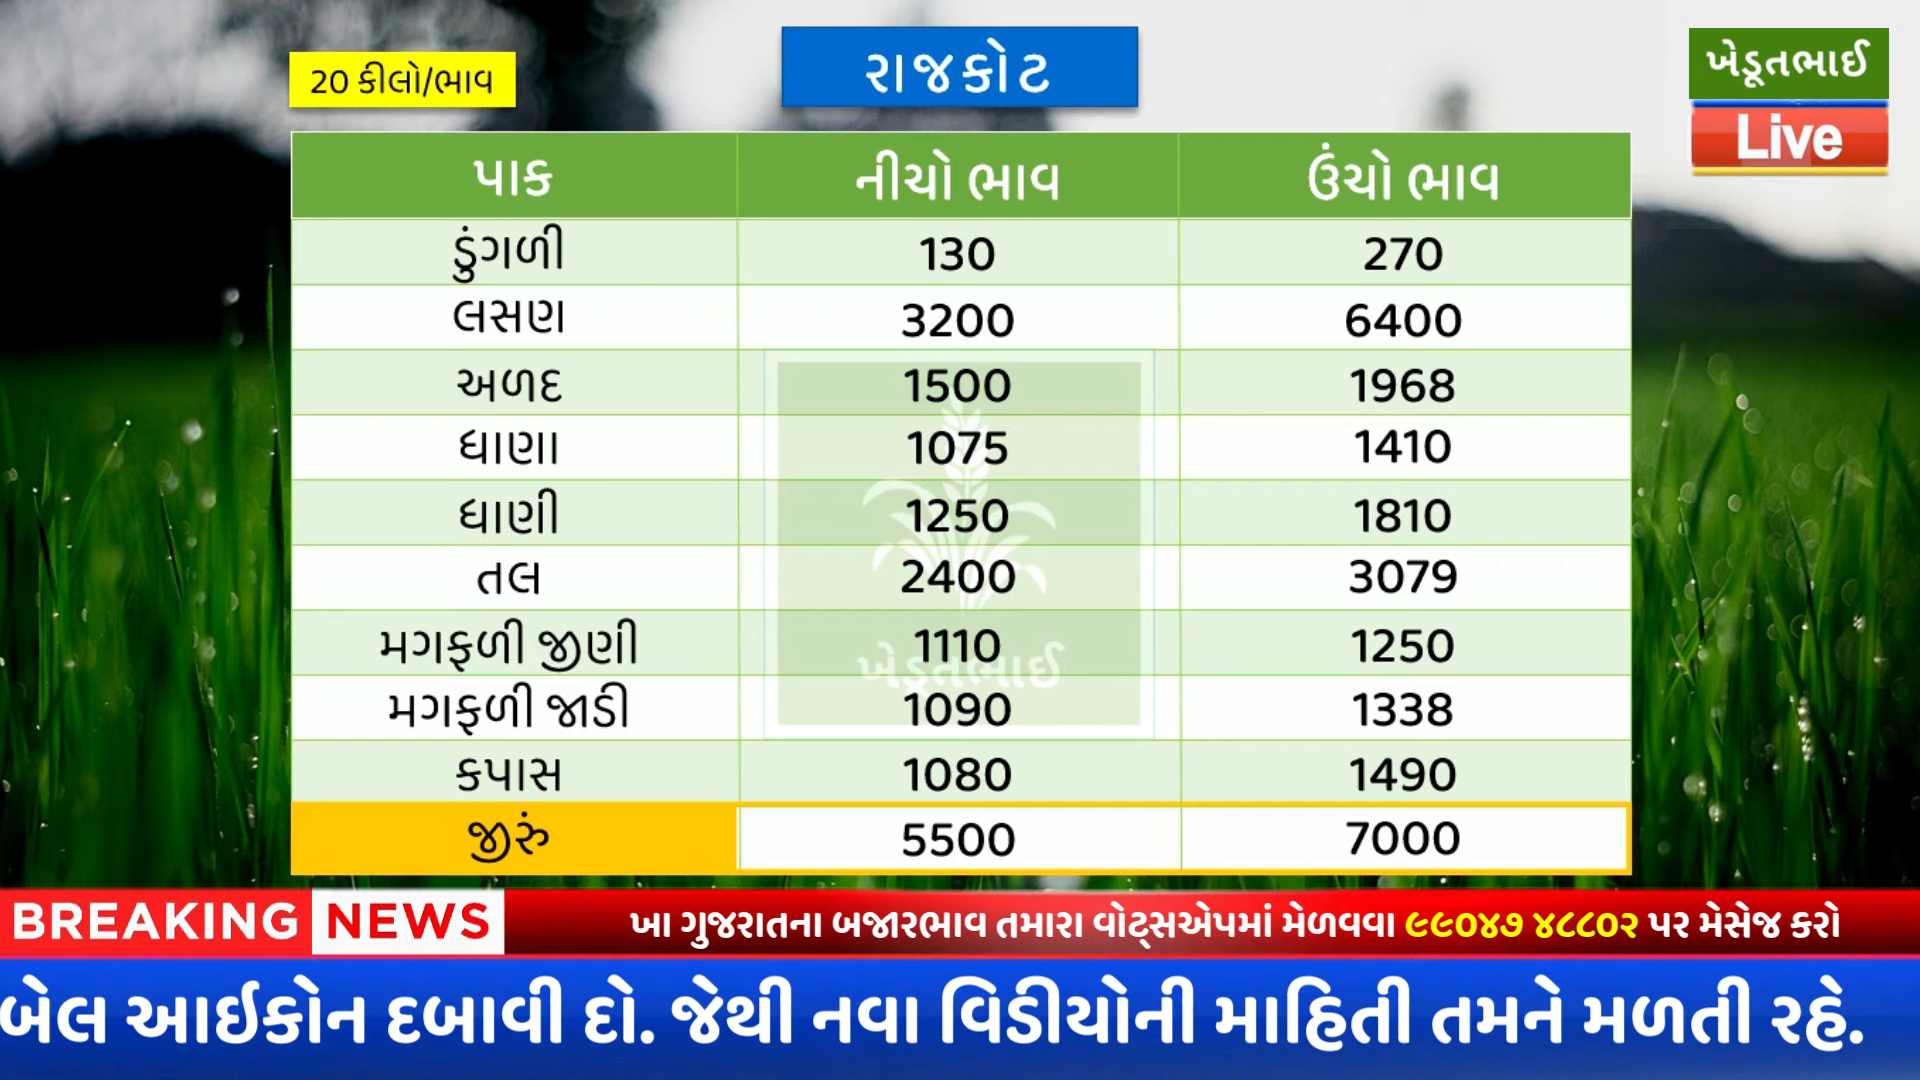 20 કીલો/ભાવ
રાજકોટ
ખેડૂતભાઈ
Live
પાક નીચો ભાવ ઉંચો ભાવ
ડુંગળી 130 270
લસણ 3200 6400
અળદ 1500 1968
ધાણા 1075 1410
ધાણી 1250 1810
તલ 2400 3079
મગફળી જીણી 1110 1250
ખેડૂતભાઈ
મગફળી જાડી 1090 1338
કપાસ 1080 1490
જીરું 5500 7000
BREAKING NEWS
ખા ગુજરાતના બજારભાવ તમારા વોટ્સએપમાં મેળવવા ૯૯૦૪૭ ૪૮૮૦૨ પર મેસેજ કરો
બેલ આઇકોન દબાવી દો. જેથી નવા વિડીયોની માહિતી તમને મળતી રહે.